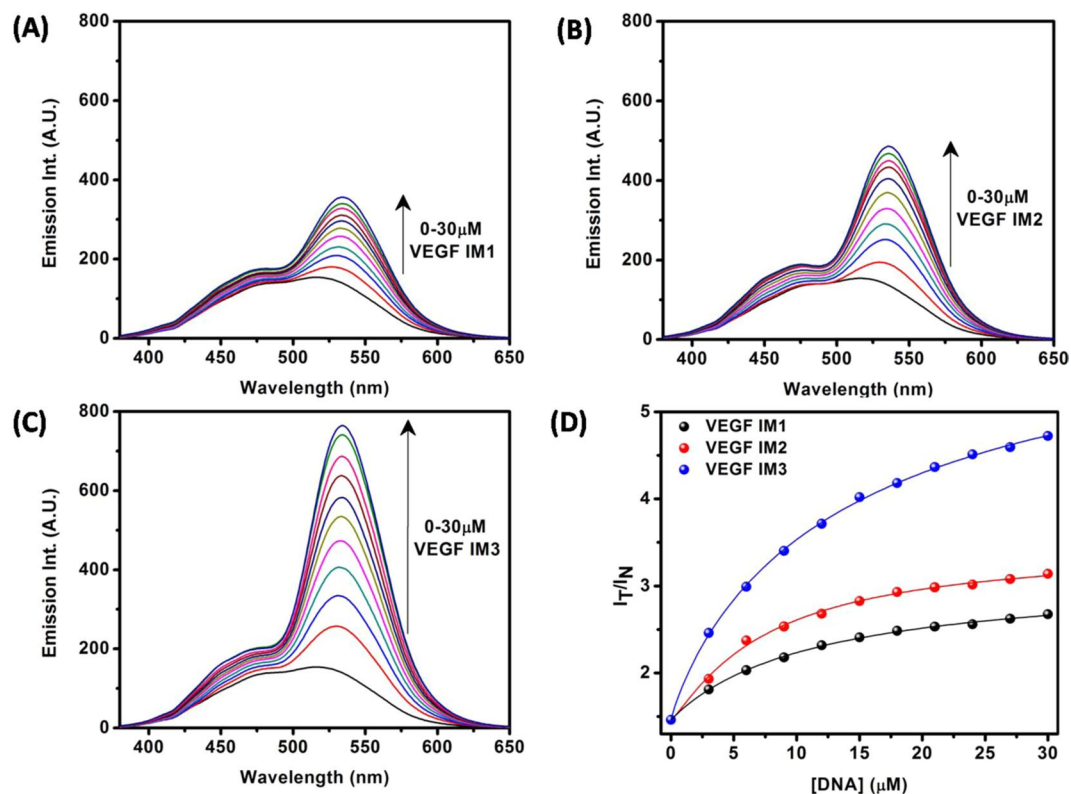 (A)
800
600
400
200
0
Emission Int. (A.U.)
0-30μM
VEGF IM1
400 450 500 550 600 650
Wavelength (nm)
(B)
800
600
400
200
0
Emission Int. (A.U.)
0-30μM
VEGF IM2
400 450 500 550 600 650
Wavelength (nm)
(C)
800
600
400
200
0
Emission Int. (A.U.)
0-30μM
VEGF IM3
400 450 500 550 600 650
Wavelength (nm)
(D)
5
4
3
2
I_T/I_N
VEGF IM1
VEGF IM2
VEGF IM3
0 5 10 15 20 25 30
[DNA] (μM)